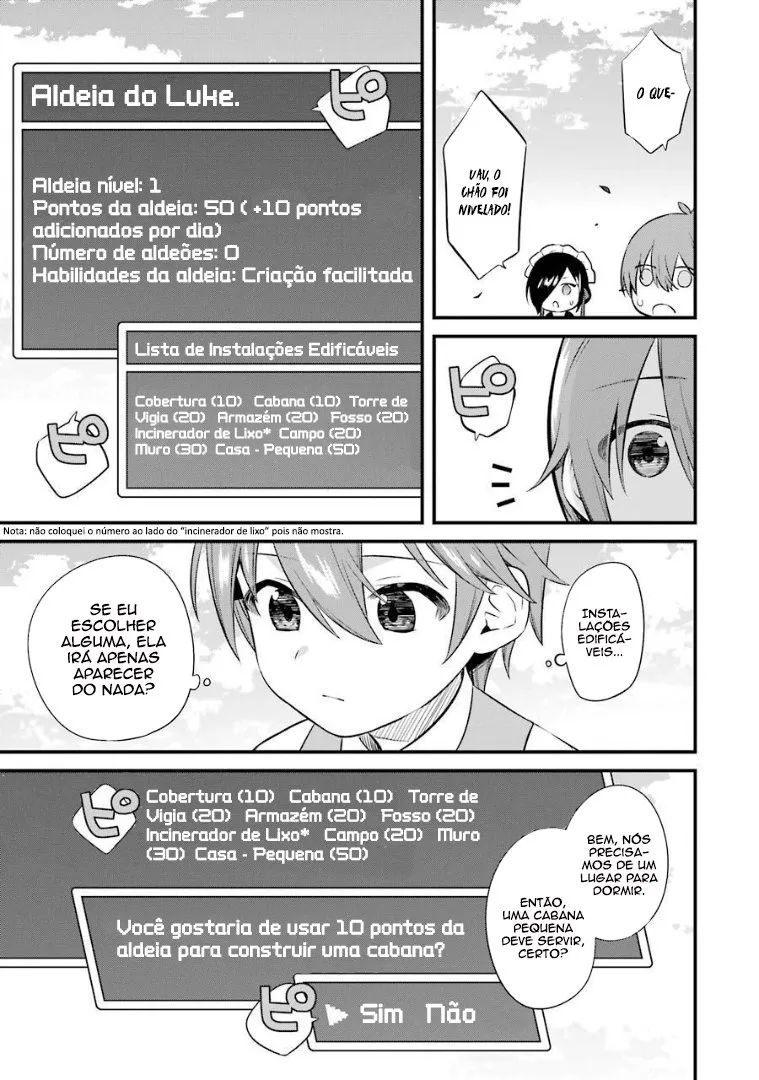 O QUE-
UAU, O
CHÃO FOI
NIVELADO!
Aldeia do Luke.
ピ
Aldeia nível: 1
Pontos da aldeia: 50 ( +10 pontos
adicionados por dia)
Número de aldeões: 0
Habilidades da aldeia: Criação facilitada
Lista de Instalações Edificáveis
Cobertura (10) Cabana (10) Torre de
Vigia (20) Armazém (20) Fosso (20)
Incinerador de Lixo* Campo (20)
Muro (30) Casa - Pequena (50)
ピ
ピ
Nota: não coloquei o número ao lado do “incinerador de lixo” pois não mostra.
INSTA-
LAÇÕES
EDIFICÁ-
VEIS...
SE EU
ESCOLHER
ALGUMA, ELA
IRÁ APENAS
APARECER
DO NADA?
BEM, NÓS
PRECISA-
MOS DE UM
LUGAR PARA
DORMIR.
ENTÃO,
UMA CABANA
PEQUENA
DEVE SERVIR,
CERTO?
ピ
Cobertura (10) Cabana (10) Torre de
Vigia (20) Armazém (20) Fosso (20)
Incinerador de Lixo* Campo (20) Muro
(30) Casa - Pequena (50)
Você gostaria de usar 10 pontos da
aldeia para construir uma cabana?
ピ
Sim Não